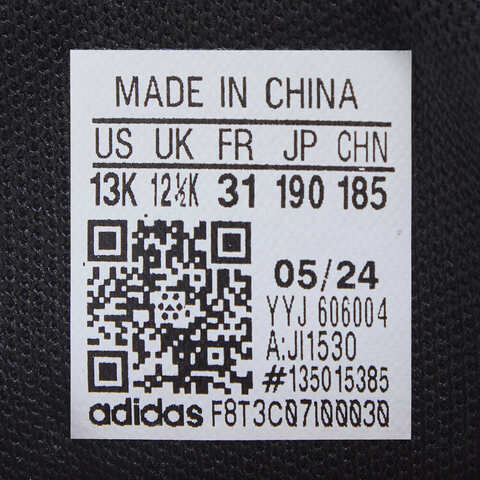 MADE IN CHINA
US UK FR JP CHN
13K 12½K 31 190 185
05/24
YYJ 606004
A:JI1530
#135015385
adidas F8T3C07100030